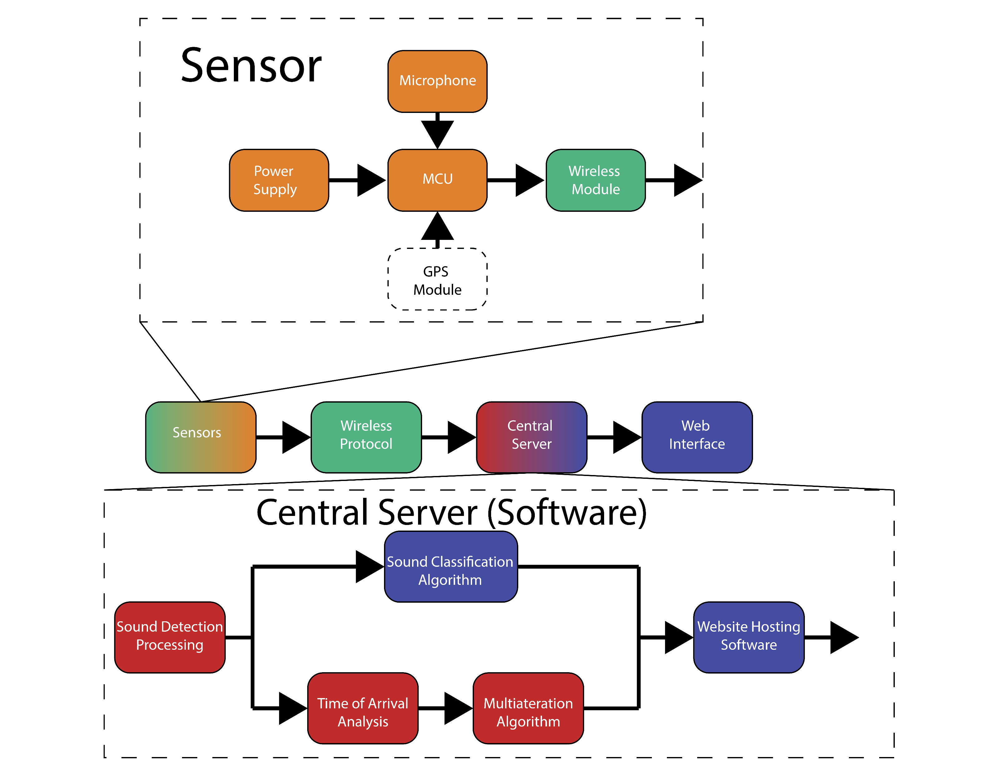 Sensor
Microphone
Power
Supply
MCU
Wireless
Module
GPS
Module
Sensors
Wireless
Protocol
Central
Server
Web
Interface
Central Server (Software)
Sound Classification
Algorithm
Sound Detection
Processing
Website Hosting
Software
Time of Arrival
Analysis
Multiateration
Algorithm